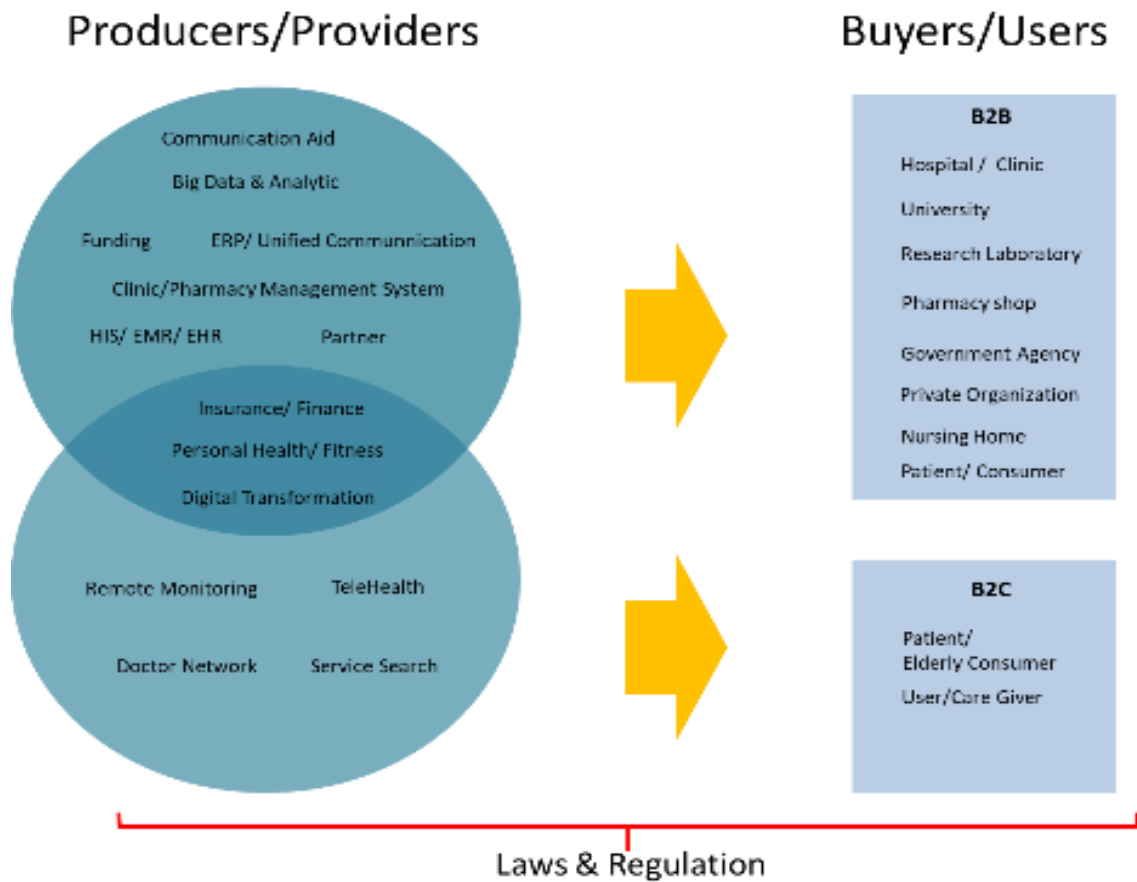 Producers/Providers
Communication Aid
Big Data & Analytic
Funding
ERP/ Unified Communnication
Clinic/Pharmacy Management System
HIS/ EMR/ EHR
Partner
Insurance/ Finance
Personal Health/ Fitness
Digital Transformation
Remote Monitoring
TeleHealth
Doctor Network
Service Search
Buyers/Users
B2B
Hospital / Clinic
University
Research Laboratory
Pharmacy shop
Government Agency
Private Organization
Nursing Home
Patient/ Consumer
B2C
Patient/
Elderly Consumer
User/Care Giver
Laws & Regulation